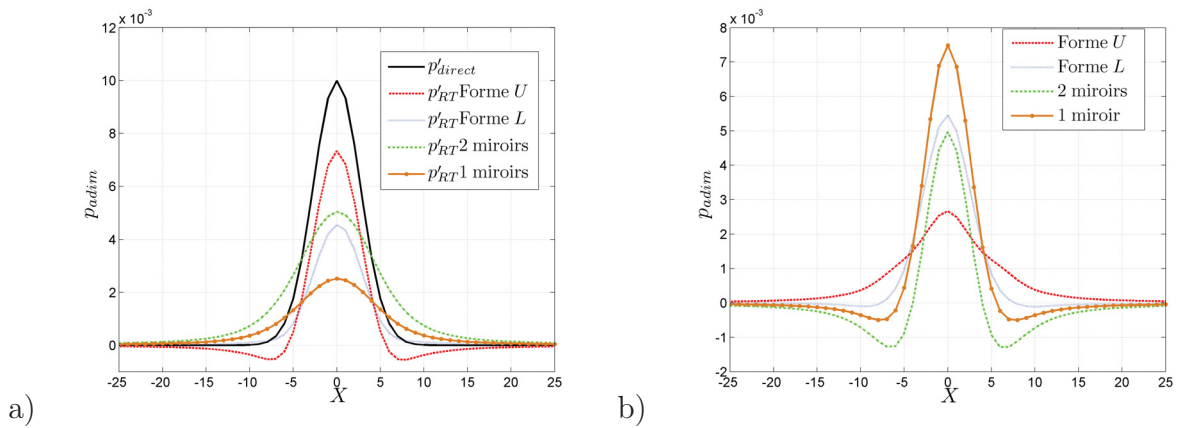 x 10⁻³
12
10
8
6
4
2
0
-2
-25 -20 -15 -10 -5 0 5 10 15 20 25
p_adim
X
p'_direct
p'_RT Forme U
p'_RT Forme L
p'_RT 2 miroirs
p'_RT 1 miroirs
a)
x 10⁻³
8
7
6
5
4
3
2
1
0
-1
-2
-25 -20 -15 -10 -5 0 5 10 15 20 25
p_adim
X
Forme U
Forme L
2 miroirs
1 miroir
b)